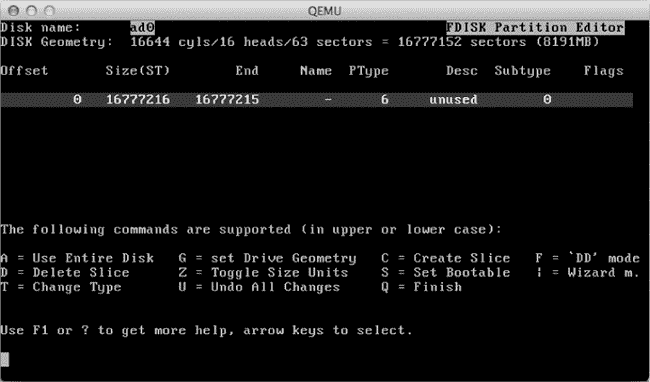 QEMU
Disk name: ad0 FDISK Partition Editor
DISK Geometry: 16644 cyls/16 heads/63 sectors = 16777152 sectors (8191MB)
Offset Size(ST) End Name PType Desc Subtype Flags
0 16777216 16777215 - 6 unused 0
The following commands are supported (in upper or lower case):
A = Use Entire Disk G = set Drive Geometry C = Create Slice F = `DD' mode
D = Delete Slice Z = Toggle Size Units S = Set Bootable | = Wizard m.
T = Change Type U = Undo All Changes Q = Finish
Use F1 or ? to get more help, arrow keys to select.